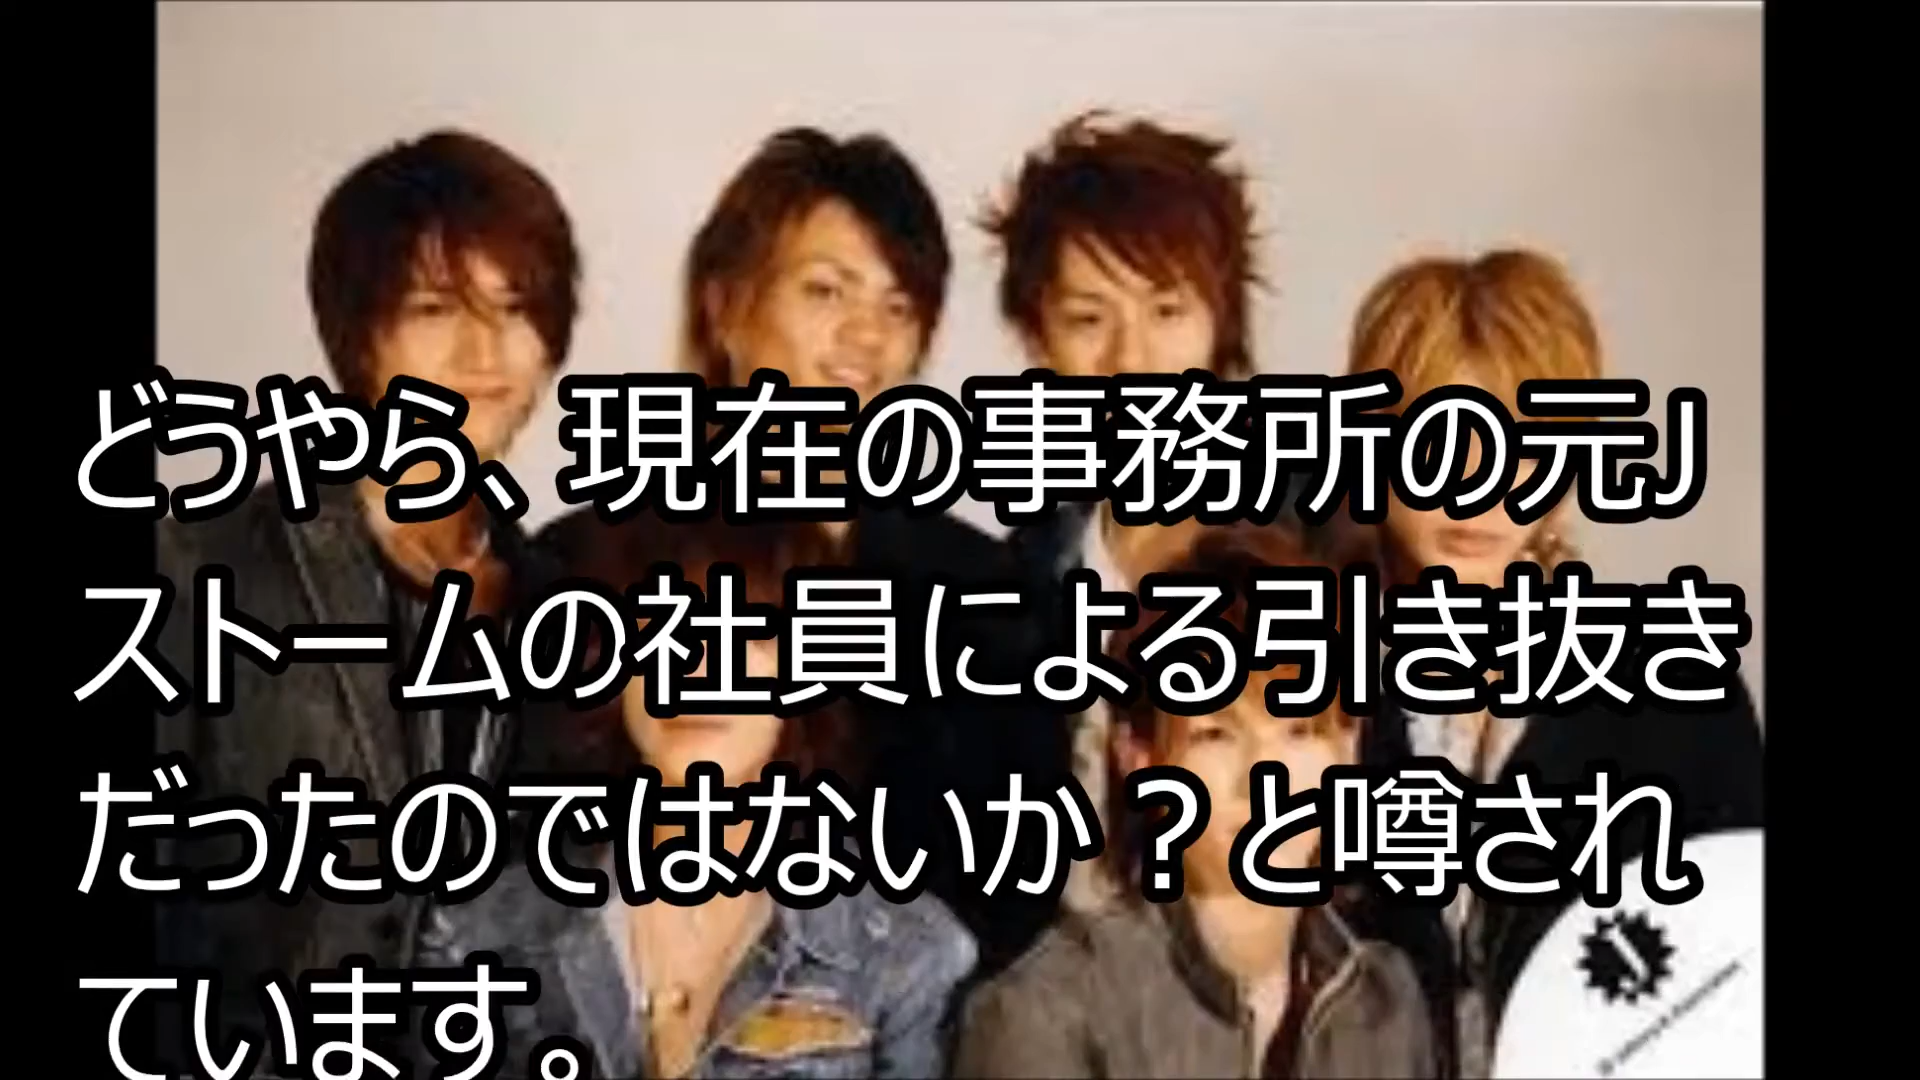 どうやら、現在の事務所の元J
ストームの社員による引き抜き
だったのではないか？と噂され
ています。